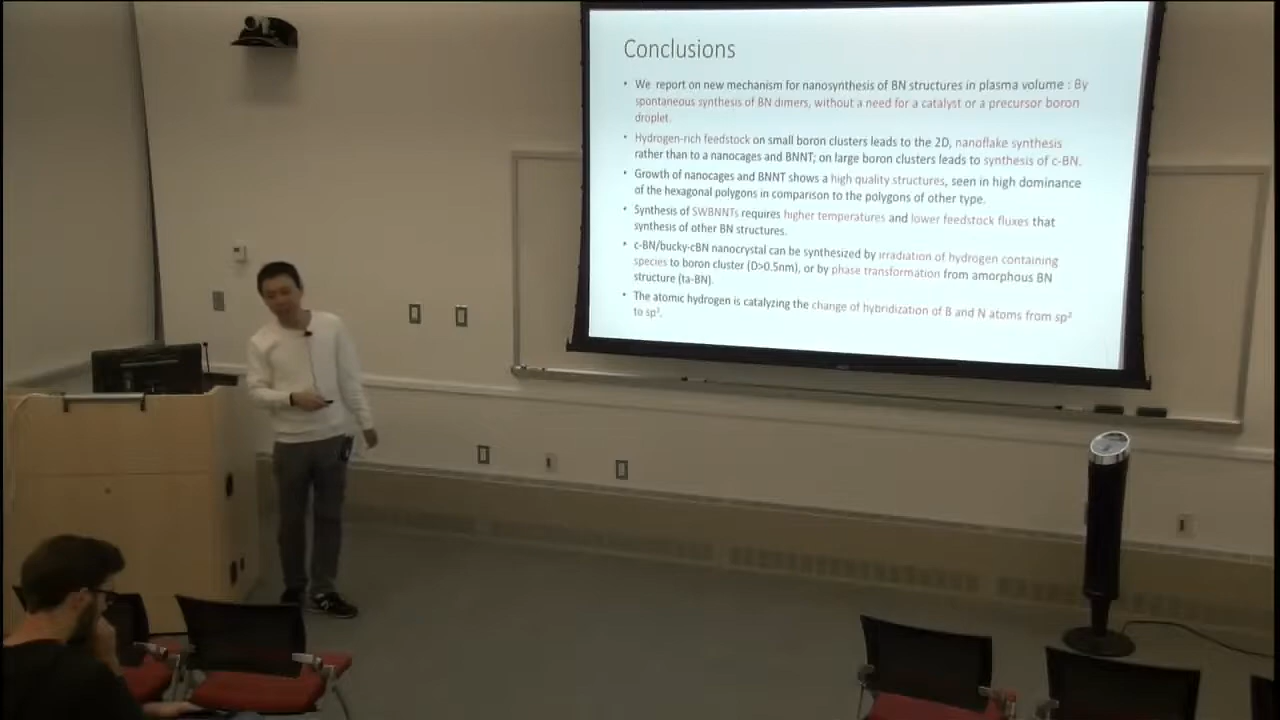 Conclusions
• We report on new mechanism for nanosynthesis of BN structures in plasma volume : By
spontaneous synthesis of BN dimers, without a need for a catalyst or a precursor boron
droplet.
• Hydrogen-rich feedstock on small boron clusters leads to the 2D, nanoflake synthesis
rather than to a nanocages and BNNT; on large boron clusters leads to synthesis of c-BN.
• Growth of nanocages and BNNT shows a high quality structures, seen in high dominance
of the hexagonal polygons in comparison to the polygons of other type.
• Synthesis of SWBNNTs requires higher temperatures and lower feedstock fluxes that
synthesis of other BN structures.
• c-BN/bucky-cBN nanocrystal can be synthesized by irradiation of hydrogen containing
species to boron cluster (D>0.5nm), or by phase transformation from amorphous BN
structure (ta-BN).
• The atomic hydrogen is catalyzing the change of hybridization of B and N atoms from sp²
to sp³.